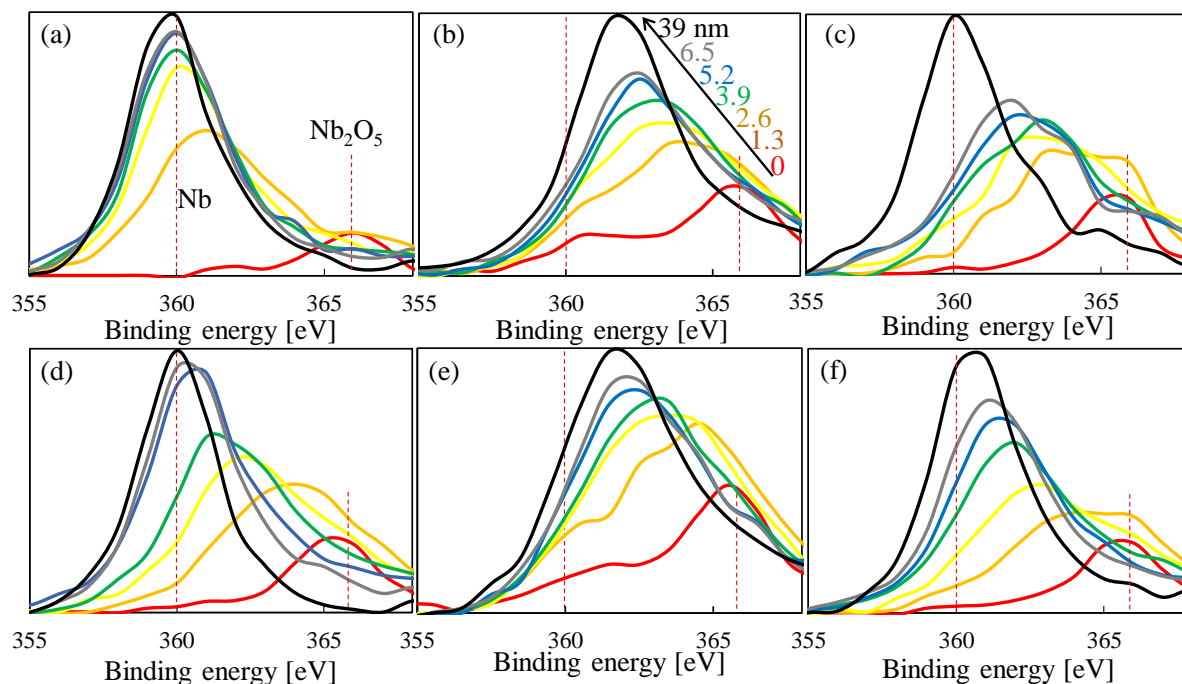 (a)
Nb
Nb₂O₅
355 360 365
Binding energy [eV]
(b)
39 nm
6.5
5.2
3.9
2.6
1.3
0
355 360 365
Binding energy [eV]
(c)
355 360 365
Binding energy [eV]
(d)
355 360 365
Binding energy [eV]
(e)
355 360 365
Binding energy [eV]
(f)
355 360 365
Binding energy [eV]